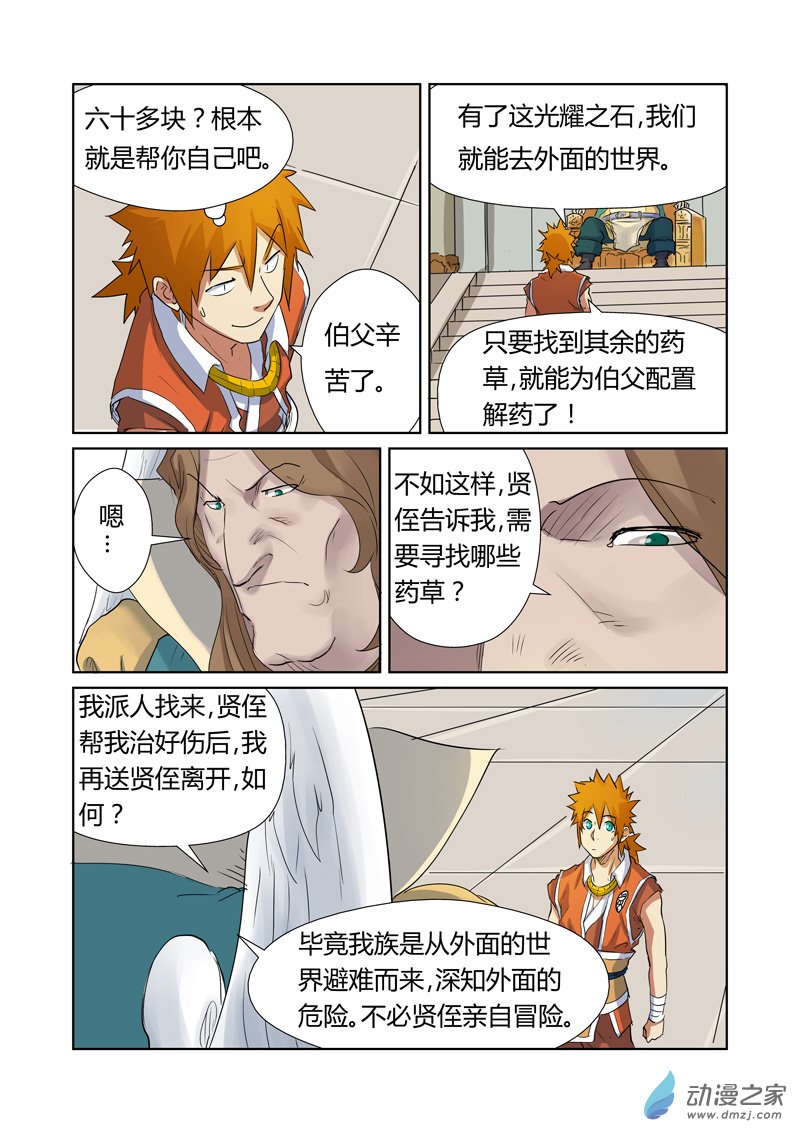 六十多块？根本
就是帮你自己吧。
伯父辛
苦了。
有了这光耀之石，我们
就能去外面的世界。
只要找到其余的药
草，就能为伯父配置
解药了！
嗯
…
不如这样，贤
侄告诉我，需
要寻找哪些
药草？
我派人找来，贤侄
帮我治好伤后，我
再送贤侄离开，如
何？
毕竟我族是从外面的世
界避难而来，深知外面的
危险。不必贤侄亲自冒险。
动漫之家
www.dmzj.com